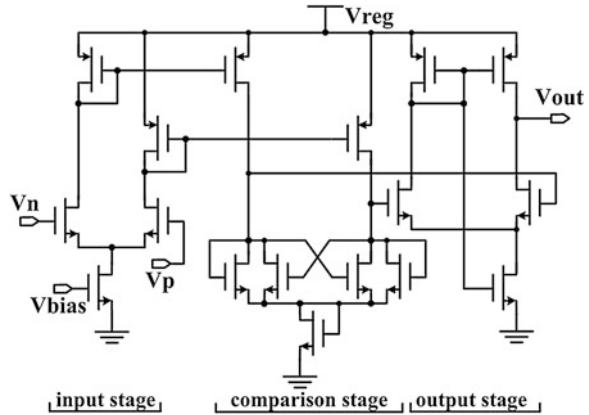 Vreg
Vout
Vn
Vp
Vbias
input stage
comparison stage
output stage